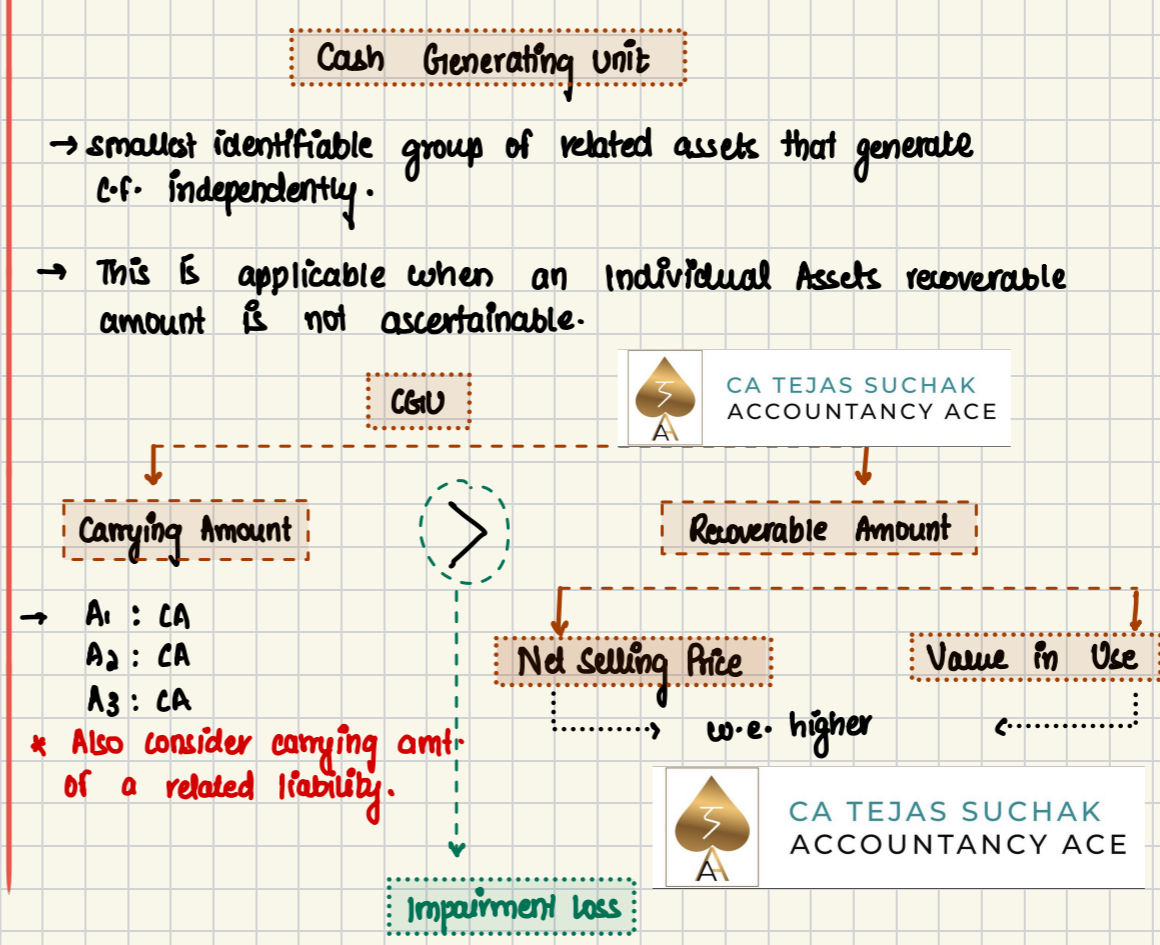 Cash Generating Unit
→ smallest identifiable group of related assets that generate
c.f. independently.
→ This is applicable when an Individual Assets recoverable
amount is not ascertainable.
CGU
CA TEJAS SUCHAK
ACCOUNTANCY ACE
Carrying Amount
>
Recoverable Amount
→ A1 : CA
A2 : CA
A3 : CA
* Also consider carrying amt.
of a related liability.
Net Selling Price
Value in Use
w.e. higher
CA TEJAS SUCHAK
ACCOUNTANCY ACE
Impairment Loss